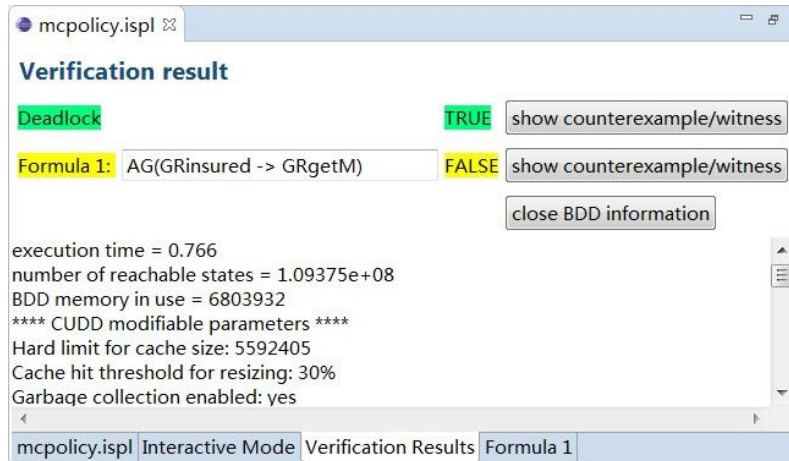 mcpolicy.ispl
Verification result
Deadlock TRUE show counterexample/witness
Formula 1: AG(GRinsured -> GRgetM) FALSE show counterexample/witness
close BDD information
execution time = 0.766
number of reachable states = 1.09375e+08
BDD memory in use = 6803932
**** CUDD modifiable parameters ****
Hard limit for cache size: 5592405
Cache hit threshold for resizing: 30%
Garbage collection enabled: yes
mcpolicy.ispl Interactive Mode Verification Results Formula 1